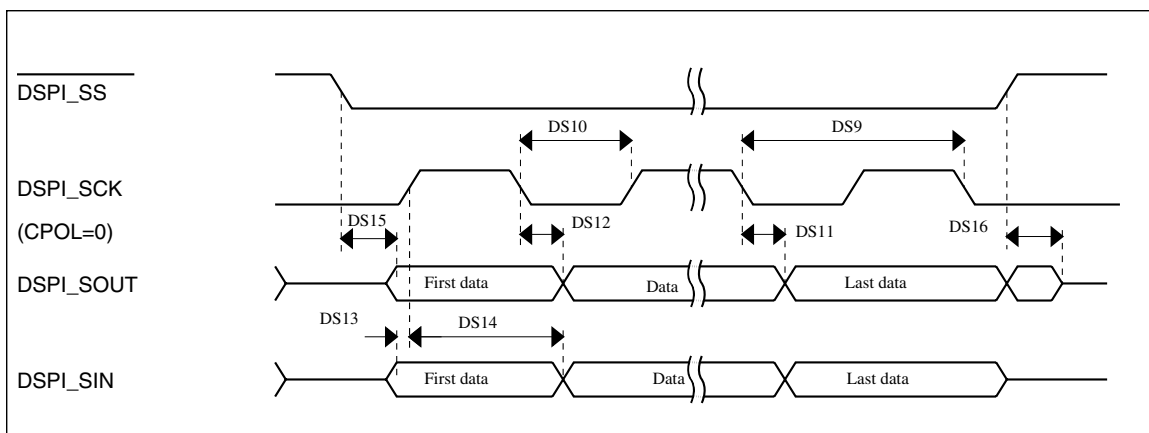 DSPI_SS
DS10
DS9
DSPI_SCK
(CPOL=0)
DS15
DS12
DS11
DS16
DSPI_SOUT
First data
Data
Last data
DS13
DS14
DSPI_SIN
First data
Data
Last data